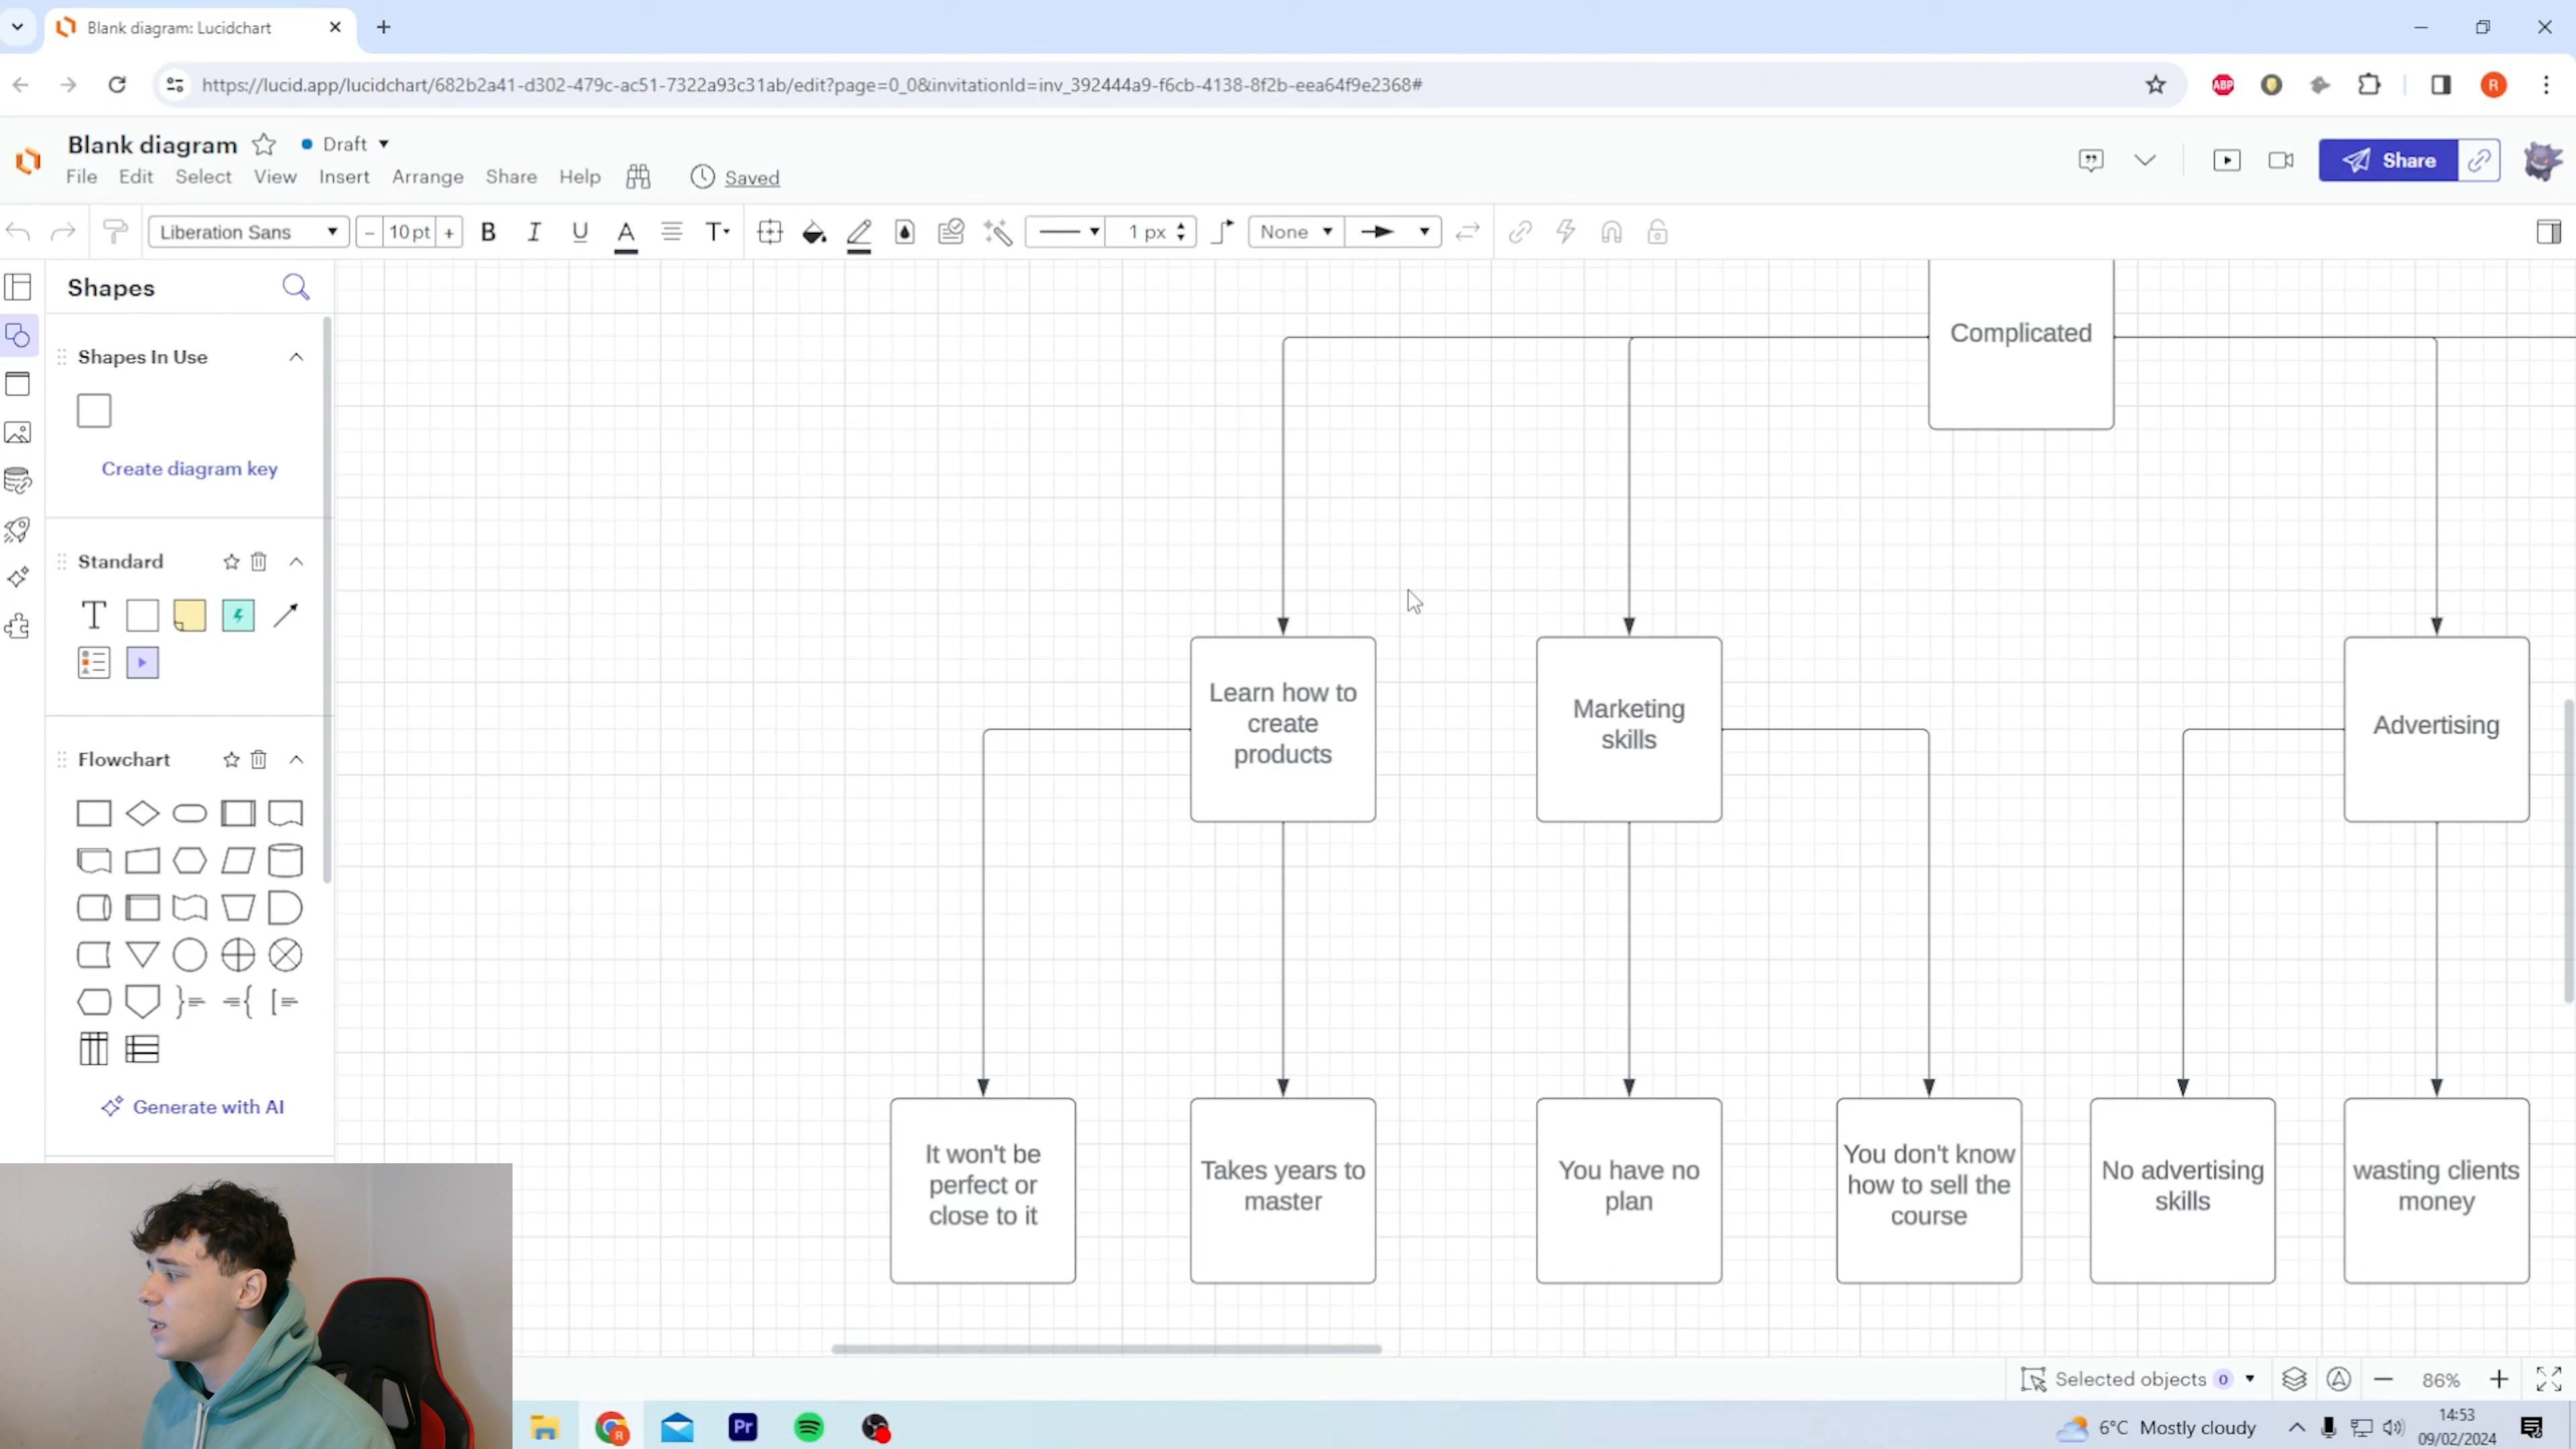 Blank diagram: Lucidchart
https://lucid.app/lucidchart/682b2a41-d302-479c-ac51-7322a93c31ab/edit?page=0_0&invitationId=inv_392444a9-f6cb-4138-8f2b-eea64f9e2368#
ABP
R
Blank diagram
Draft
File Edit Select View Insert Arrange Share Help Saved
Share
Liberation Sans
− 10 pt +
B I U A T
1 px
None
Shapes
Shapes In Use
Create diagram key
Standard
T
Flowchart
Generate with AI
Complicated
Learn how to
create
products
Marketing
skills
Advertising
It won't be
perfect or
close to it
Takes years to
master
You have no
plan
You don't know
how to sell the
course
No advertising
skills
wasting clients
money
Selected objects 0
86%
R
Pr
6°C Mostly cloudy
14:53
09/02/2024